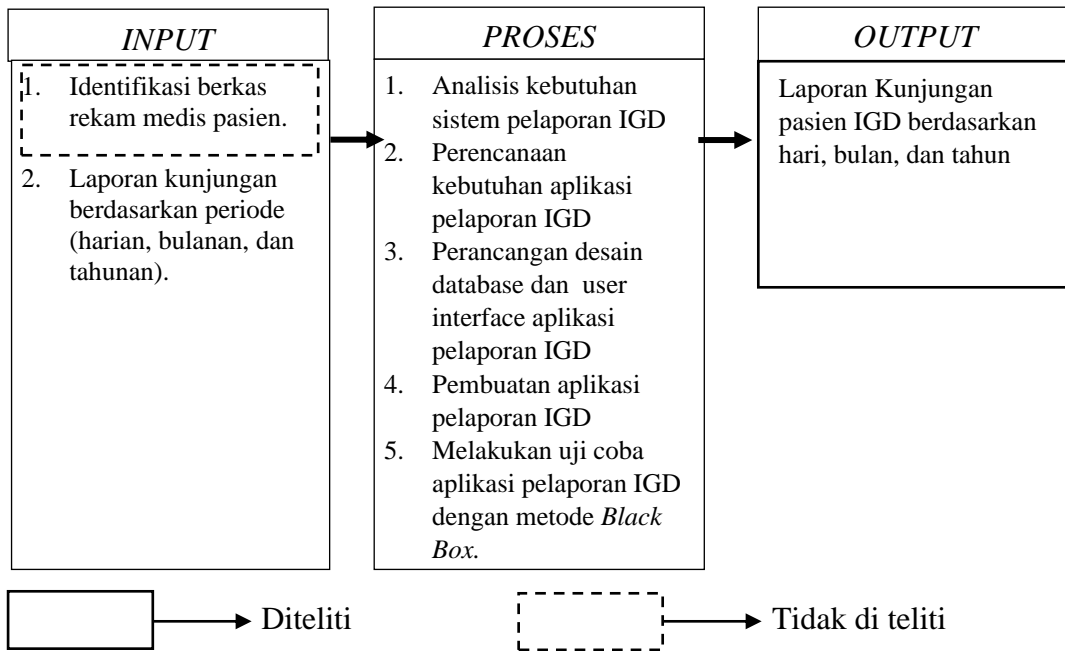 INPUT
1. Identifikasi berkas
rekam medis pasien.
2. Laporan kunjungan
berdasarkan periode
(harian, bulanan, dan
tahunan).
PROSES
1. Analisis kebutuhan
sistem pelaporan IGD
2. Perencanaan
kebutuhan aplikasi
pelaporan IGD
3. Perancangan desain
database dan user
interface aplikasi
pelaporan IGD
4. Pembuatan aplikasi
pelaporan IGD
5. Melakukan uji coba
aplikasi pelaporan IGD
dengan metode Black
Box.
OUTPUT
Laporan Kunjungan
pasien IGD berdasarkan
hari, bulan, dan tahun
Diteliti
Tidak di teliti